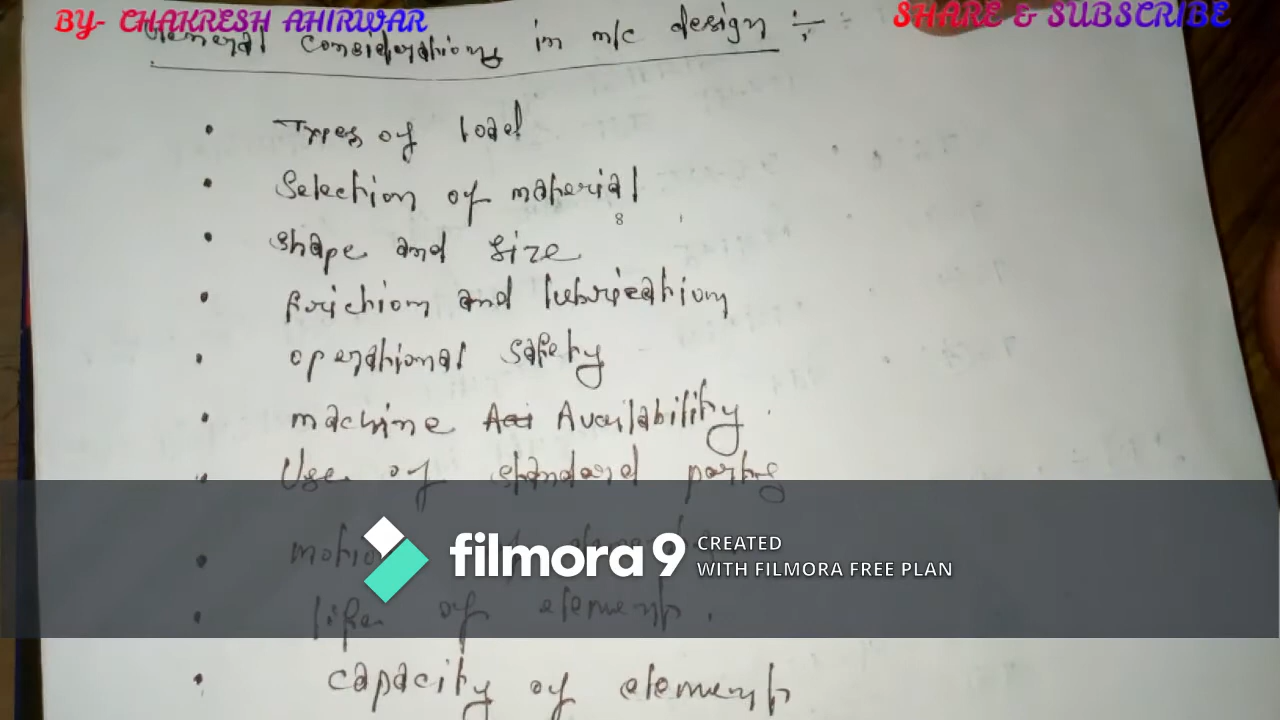 BY- CHAKRESH AHIRWAR
SHARE & SUBSCRIBE
General Considerations in m/c design :-
• Types of load
• Selection of material
• shape and size
• friction and lubrication
• operational safety
• machine Availability
• Use of standard parts
• motion
filmora9 CREATED
WITH FILMORA FREE PLAN
• life of element.
• capacity of element